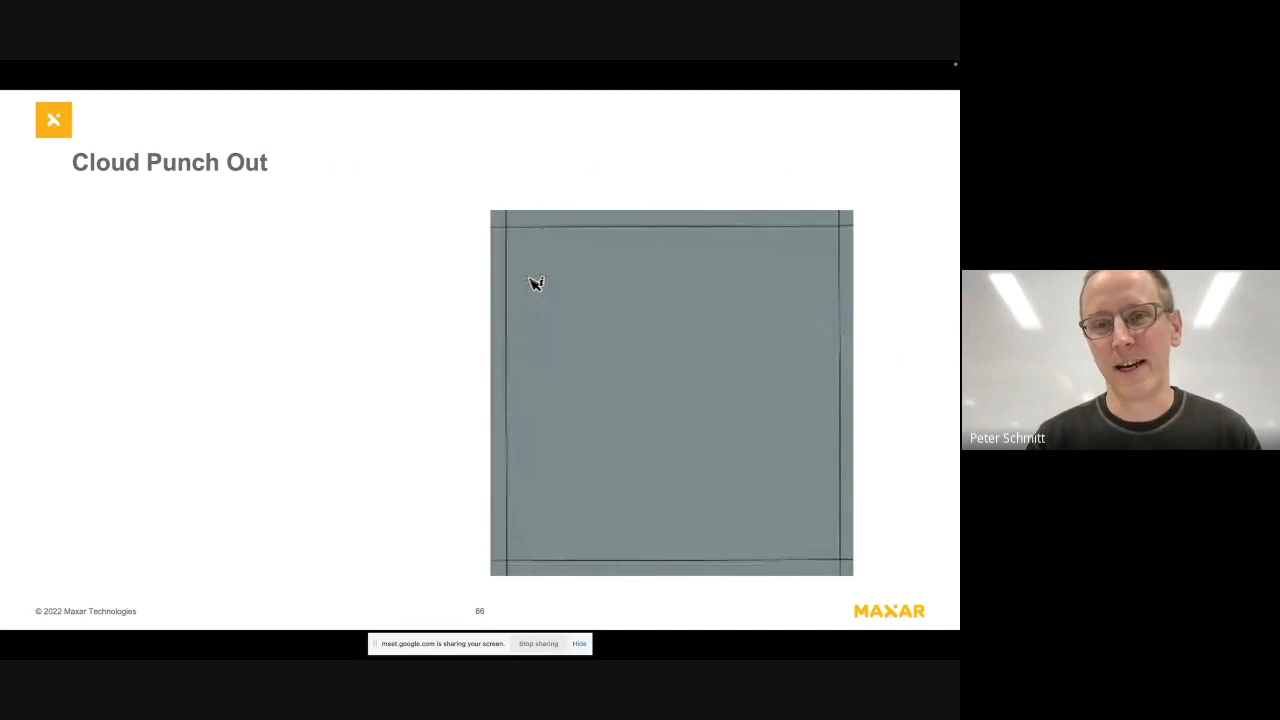 Cloud Punch Out
Peter Schmitt
© 2022 Maxar Technologies
66
MAXAR
meet.google.com is sharing your screen.
Stop sharing
Hide